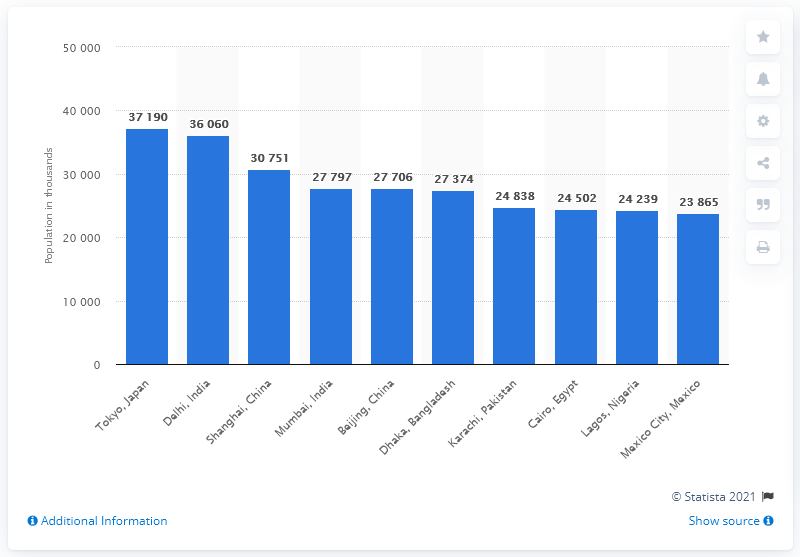 50 000
40 000
30 000
20 000
10 000
0
Population in thousands
37 190
36 060
30 751
27 797
27 706
27 374
24 838
24 502
24 239
23 865
Tokyo, Japan
Delhi, India
Shanghai, China
Mumbai, India
Beijing, China
Dhaka, Bangladesh
Karachi, Pakistan
Cairo, Egypt
Lagos, Nigeria
Mexico City, Mexico
© Statista 2021
Additional Information
Show source